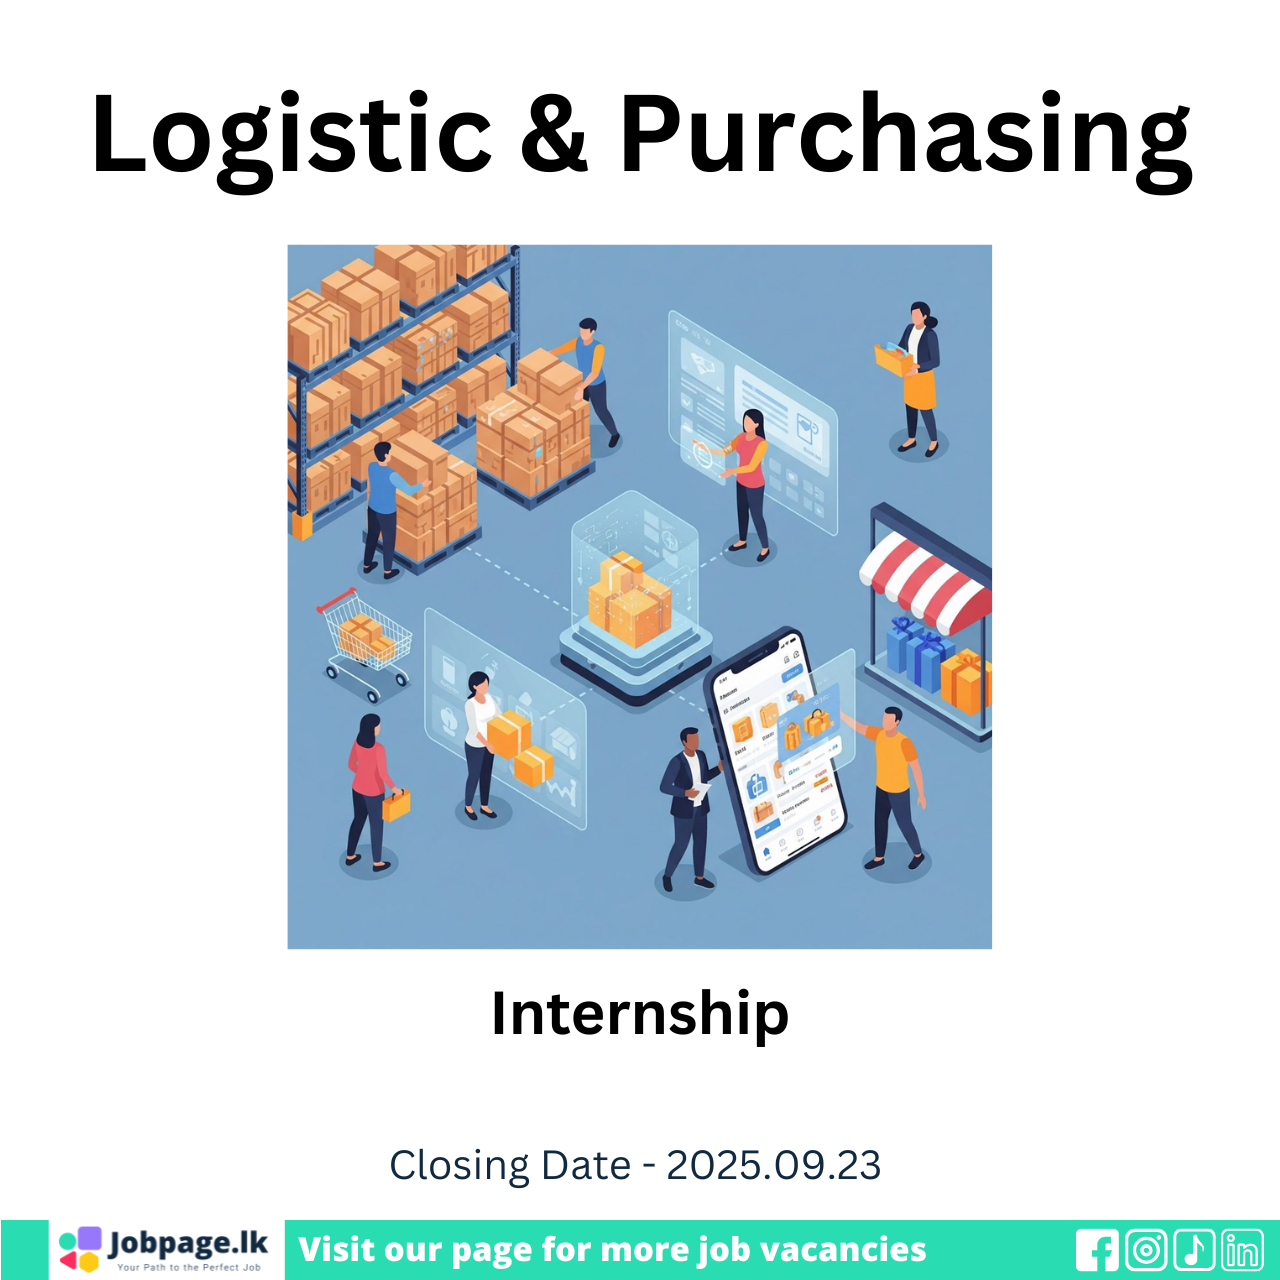 Logistic & Purchasing
Internship
Closing Date - 2025.09.23
Jobpage.lk
Your Path to the Perfect Job
Visit our page for more job vacancies